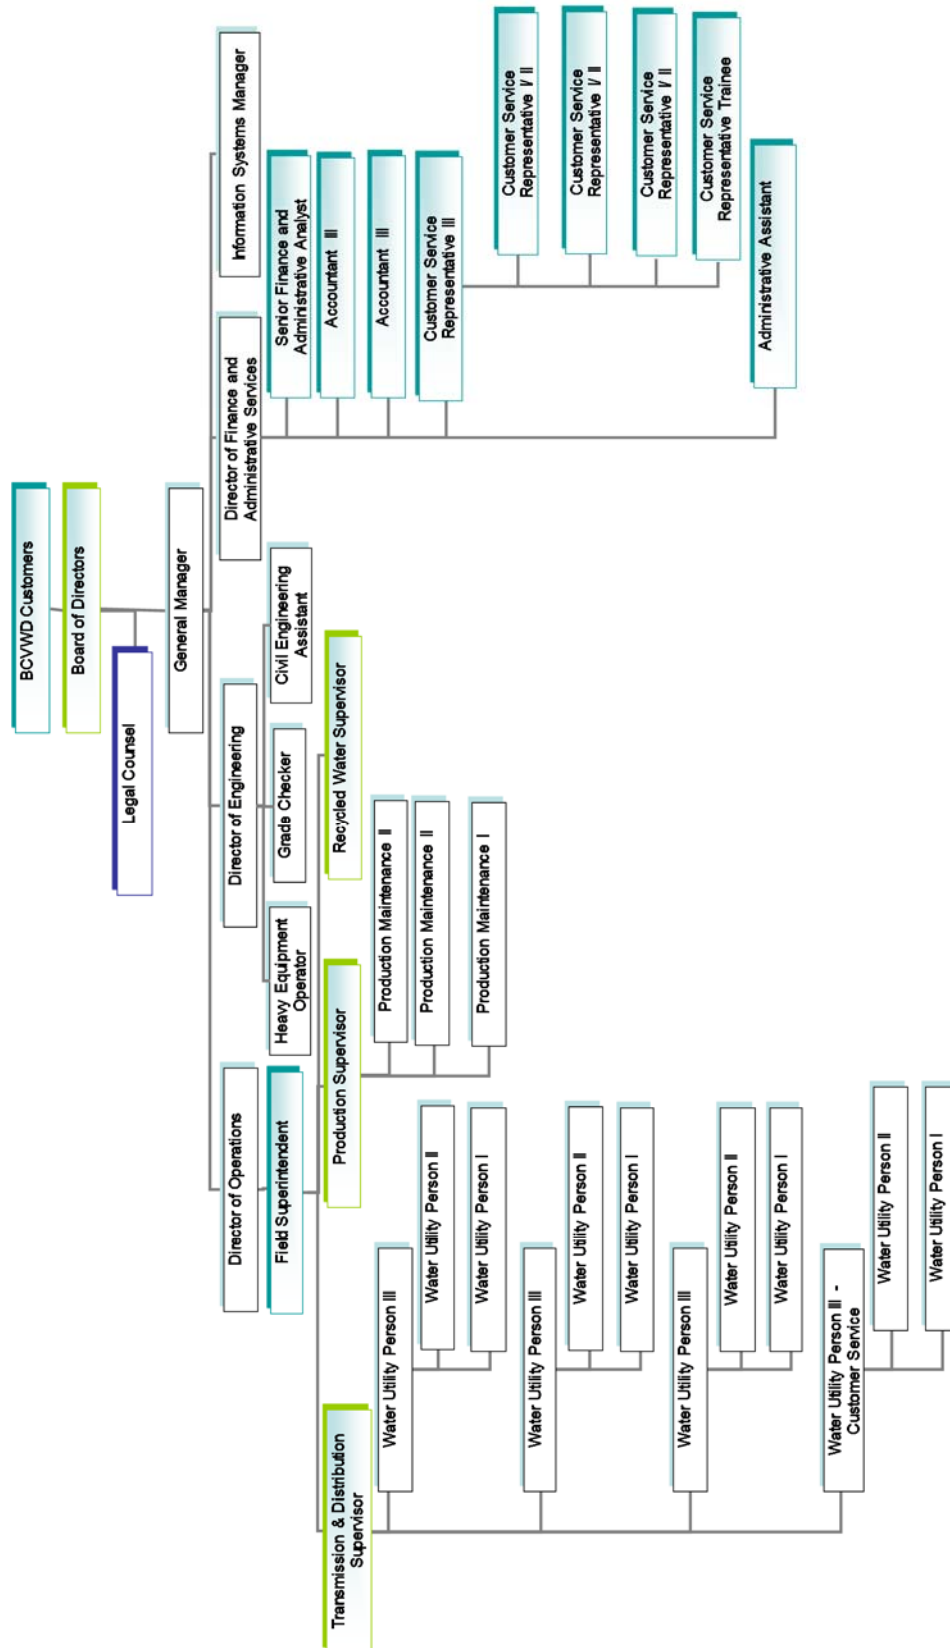 BCVWD Customers
Board of Directors
Legal Counsel
General Manager
Director of Operations
Director of Engineering
Director of Finance and
Administrative Services
Information Systems Manager
Field Superintendent
Heavy Equipment
Operator
Grade Checker
Civil Engineering
Assistant
Senior Finance and
Administrative Analyst
Accountant III
Accountant III
Customer Service
Representative III
Customer Service
Representative I/ II
Customer Service
Representative I/ II
Customer Service
Representative I/ II
Customer Service
Representative Trainee
Administrative Assistant
Transmission & Distribution
Supervisor
Production Supervisor
Recycled Water Supervisor
Water Utility Person III
Water Utility Person II
Water Utility Person I
Water Utility Person III
Water Utility Person II
Water Utility Person I
Water Utility Person III
Water Utility Person II
Water Utility Person I
Water Utility Person III -
Customer Service
Water Utility Person II
Water Utility Person I
Production Maintenance II
Production Maintenance II
Production Maintenance I